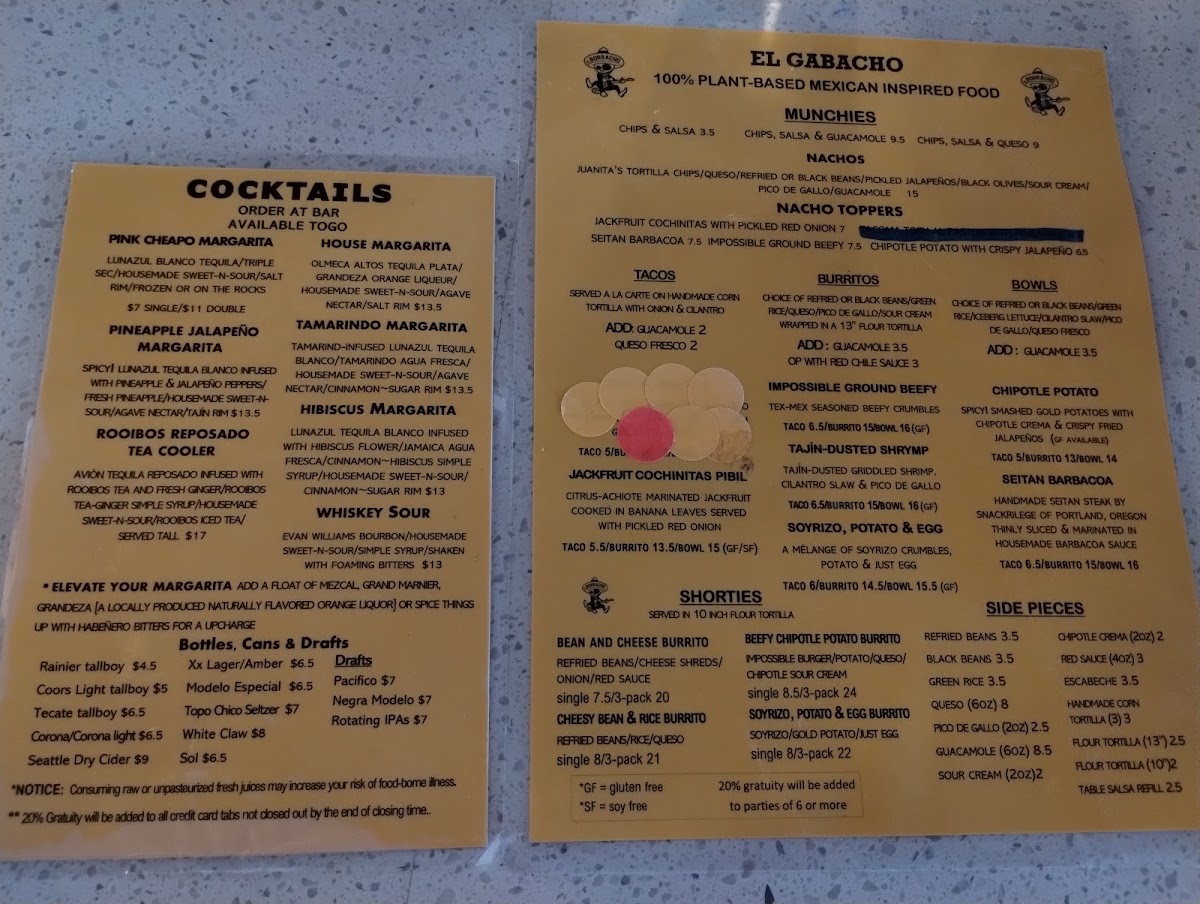 COCKTAILS
ORDER AT BAR
AVAILABLE TOGO
PINK CHEAPO MARGARITA
LUNAZUL BLANCO TEQUILA/TRIPLE
SEC/HOUSEMADE SWEET-N-SOUR/SALT
RIM/FROZEN OR ON THE ROCKS
$7 SINGLE/$11 DOUBLE
PINEAPPLE JALAPEÑO
MARGARITA
SPICY! LUNAZUL TEQUILA BLANCO INFUSED
WITH PINEAPPLE & JALAPEÑO PEPPERS/
FRESH PINEAPPLE/HOUSEMADE SWEET-N-
SOUR/AGAVE NECTAR/TAJÍN RIM $13.5
ROOIBOS REPOSADO
TEA COOLER
AVIÓN TEQUILA REPOSADO INFUSED WITH
ROOIBOS TEA AND FRESH GINGER/ROOIBOS
TEA-GINGER SIMPLE SYRUP/HOUSEMADE
SWEET-N-SOUR/ROOIBOS ICED TEA/
SERVED TALL $17
HOUSE MARGARITA
OLMECA ALTOS TEQUILA PLATA/
GRANDEZA ORANGE LIQUEUR/
HOUSEMADE SWEET-N-SOUR/AGAVE
NECTAR/SALT RIM $13.5
TAMARINDO MARGARITA
TAMARIND-INFUSED LUNAZUL TEQUILA
BLANCO/TAMARINDO AGUA FRESCA/
HOUSEMADE SWEET-N-SOUR/AGAVE
NECTAR/CINNAMON~SUGAR RIM $13.5
HIBISCUS MARGARITA
LUNAZUL TEQUILA BLANCO INFUSED
WITH HIBISCUS FLOWER/JAMAICA AGUA
FRESCA/CINNAMON~HIBISCUS SIMPLE
SYRUP/HOUSEMADE SWEET-N-SOUR/
CINNAMON~SUGAR RIM $13
WHISKEY SOUR
EVAN WILLIAMS BOURBON/HOUSEMADE
SWEET-N-SOUR/SIMPLE SYRUP/SHAKEN
WITH FOAMING BITTERS $13
• ELEVATE YOUR MARGARITA ADD A FLOAT OF MEZCAL, GRAND MARNIER,
GRANDEZA [A LOCALLY PRODUCED NATURALLY FLAVORED ORANGE LIQUOR] OR SPICE THINGS
UP WITH HABEÑERO BITTERS FOR A UPCHARGE
Bottles, Cans & Drafts
Rainier tallboy $4.5
Coors Light tallboy $5
Tecate tallboy $6.5
Corona/Corona light $6.5
Seattle Dry Cider $9
Xx Lager/Amber $6.5
Modelo Especial $6.5
Topo Chico Seltzer $7
White Claw $8
Sol $6.5
Drafts
Pacifico $7
Negra Modelo $7
Rotating IPAs $7
*NOTICE: Consuming raw or unpasteurized fresh juices may increase your risk of food-borne illness.
** 20% Gratuity will be added to all credit card tabs not closed out by the end of closing time..
EL GABACHO
100% PLANT-BASED MEXICAN INSPIRED FOOD
MUNCHIES
CHIPS & SALSA 3.5 CHIPS, SALSA & GUACAMOLE 9.5 CHIPS, SALSA & QUESO 9
NACHOS
JUANITA'S TORTILLA CHIPS/QUESO/REFRIED OR BLACK BEANS/PICKLED JALAPEÑOS/BLACK OLIVES/SOUR CREAM/
PICO DE GALLO/GUACAMOLE 15
NACHO TOPPERS
JACKFRUIT COCHINITAS WITH PICKLED RED ONION 7
SEITAN BARBACOA 7.5 IMPOSSIBLE GROUND BEEFY 7.5 CHIPOTLE POTATO WITH CRISPY JALAPEÑO 6.5
TACOS
SERVED A LA CARTE ON HANDMADE CORN
TORTILLA WITH ONION & CILANTRO
ADD: GUACAMOLE 2
QUESO FRESCO 2
TACO 5/
JACKFRUIT COCHINITAS PIBIL
CITRUS-ACHIOTE MARINATED JACKFRUIT
COOKED IN BANANA LEAVES SERVED
WITH PICKLED RED ONION
TACO 5.5/BURRITO 13.5/BOWL 15 (GF/SF)
BURRITOS
CHOICE OF REFRIED OR BLACK BEANS/GREEN
RICE/QUESO/PICO DE GALLO/SOUR CREAM
WRAPPED IN A 13" FLOUR TORTILLA
ADD: GUACAMOLE 3.5
OP WITH RED CHILE SAUCE 3
IMPOSSIBLE GROUND BEEFY
TEX-MEX SEASONED BEEFY CRUMBLES
TACO 6.5/BURRITO 15/BOWL 16 (GF)
TAJÍN-DUSTED SHRYMP
TAJÍN-DUSTED GRIDDLED SHRIMP.
CILANTRO SLAW & PICO DE GALLO
TACO 6.5/BURRITO 15/BOWL 16 (GF)
SOYRIZO, POTATO & EGG
A MÉLANGE OF SOYRIZO CRUMBLES,
POTATO & JUST EGG
TACO 6/BURRITO 14.5/BOWL 15.5 (GF)
BOWLS
CHOICE OF REFRIED OR BLACK BEANS/GREEN
RICE/ICEBERG LETTUCE/CILANTRO SLAW/PICO
DE GALLO/QUESO FRESCO
ADD: GUACAMOLE 3.5
CHIPOTLE POTATO
SPICY! SMASHED GOLD POTATOES WITH
CHIPOTLE CREMA & CRISPY FRIED
JALAPEÑOS (GF AVAILABLE)
TACO 5/BURRITO 13/BOWL 14
SEITAN BARBACOA
HANDMADE SEITAN STEAK BY
SNACKRILEGE OF PORTLAND, OREGON
THINLY SLICED & MARINATED IN
HOUSEMADE BARBACOA SAUCE
TACO 6.5/BURRITO 15/BOWL 16
SHORTIES
SERVED IN 10 INCH FLOUR TORTILLA
BEAN AND CHEESE BURRITO
REFRIED BEANS/CHEESE SHREDS/
ONION/RED SAUCE
single 7.5/3-pack 20
CHEESY BEAN & RICE BURRITO
REFRIED BEANS/RICE/QUESO
single 8/3-pack 21
BEEFY CHIPOTLE POTATO BURRITO
IMPOSSIBLE BURGER/POTATO/QUESO/
CHIPOTLE SOUR CREAM
single 8.5/3-pack 24
SOYRIZO, POTATO & EGG BURRITO
SOYRIZO/GOLD POTATO/JUST EGG
single 8/3-pack 22
SIDE PIECES
REFRIED BEANS 3.5
BLACK BEANS 3.5
GREEN RICE 3.5
QUESO (6OZ) 8
PICO DE GALLO (2OZ) 2.5
GUACAMOLE (6OZ) 8.5
SOUR CREAM (2OZ) 2
CHIPOTLE CREMA (2OZ) 2
RED SAUCE (4OZ) 3
ESCABECHE 3.5
HANDMADE CORN
TORTILLA (3) 3
FLOUR TORTILLA (13") 2.5
FLOUR TORTILLA (10") 2
TABLE SALSA REFILL 2.5
*GF = gluten free
*SF = soy free
20% gratuity will be added
to parties of 6 or more